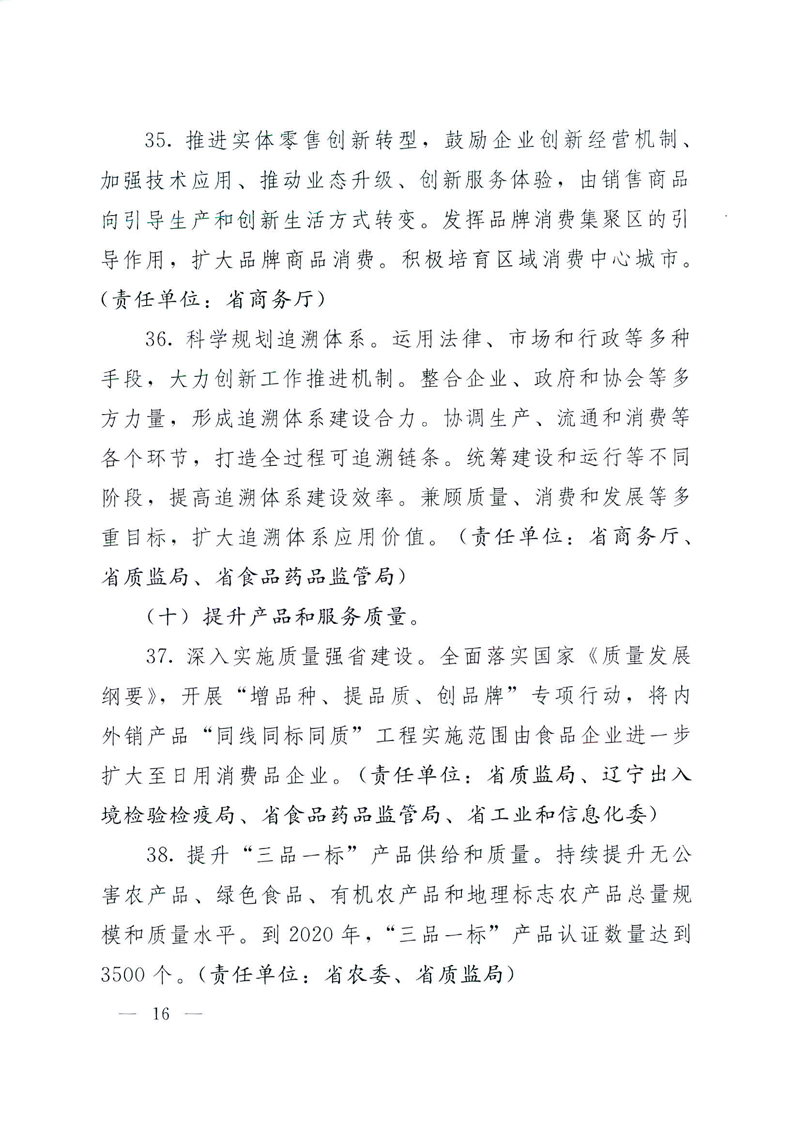 35. 推进实体零售创新转型，鼓励企业创新经营机制、
加强技术应用、推动业态升级、创新服务体验，由销售商品
向引导生产和创新生活方式转变。发挥品牌消费集聚区的引
导作用，扩大品牌商品消费。积极培育区域消费中心城市。
（责任单位：省商务厅）
36. 科学规划追溯体系。运用法律、市场和行政等多种
手段，大力创新工作推进机制。整合企业、政府和协会等多
方力量，形成追溯体系建设合力。协调生产、流通和消费等
各个环节，打造全过程可追溯链条。统筹建设和运行等不同
阶段，提高追溯体系建设效率。兼顾质量、消费和发展等多
重目标，扩大追溯体系应用价值。（责任单位：省商务厅、
省质监局、省食品药品监管局）
（十）提升产品和服务质量。
37. 深入实施质量强省建设。全面落实国家《质量发展
纲要》，开展“增品种、提品质、创品牌”专项行动，将内
外销产品“同线同标同质”工程实施范围由食品企业进一步
扩大至日用消费品企业。（责任单位：省质监局、辽宁出入
境检验检疫局、省食品药品监管局、省工业和信息化委）
38. 提升“三品一标”产品供给和质量。持续提升无公
害农产品、绿色食品、有机农产品和地理标志农产品总量规
模和质量水平。到 2020 年，“三品一标”产品认证数量达到
3500 个。（责任单位：省农委、省质监局）
— 16 —